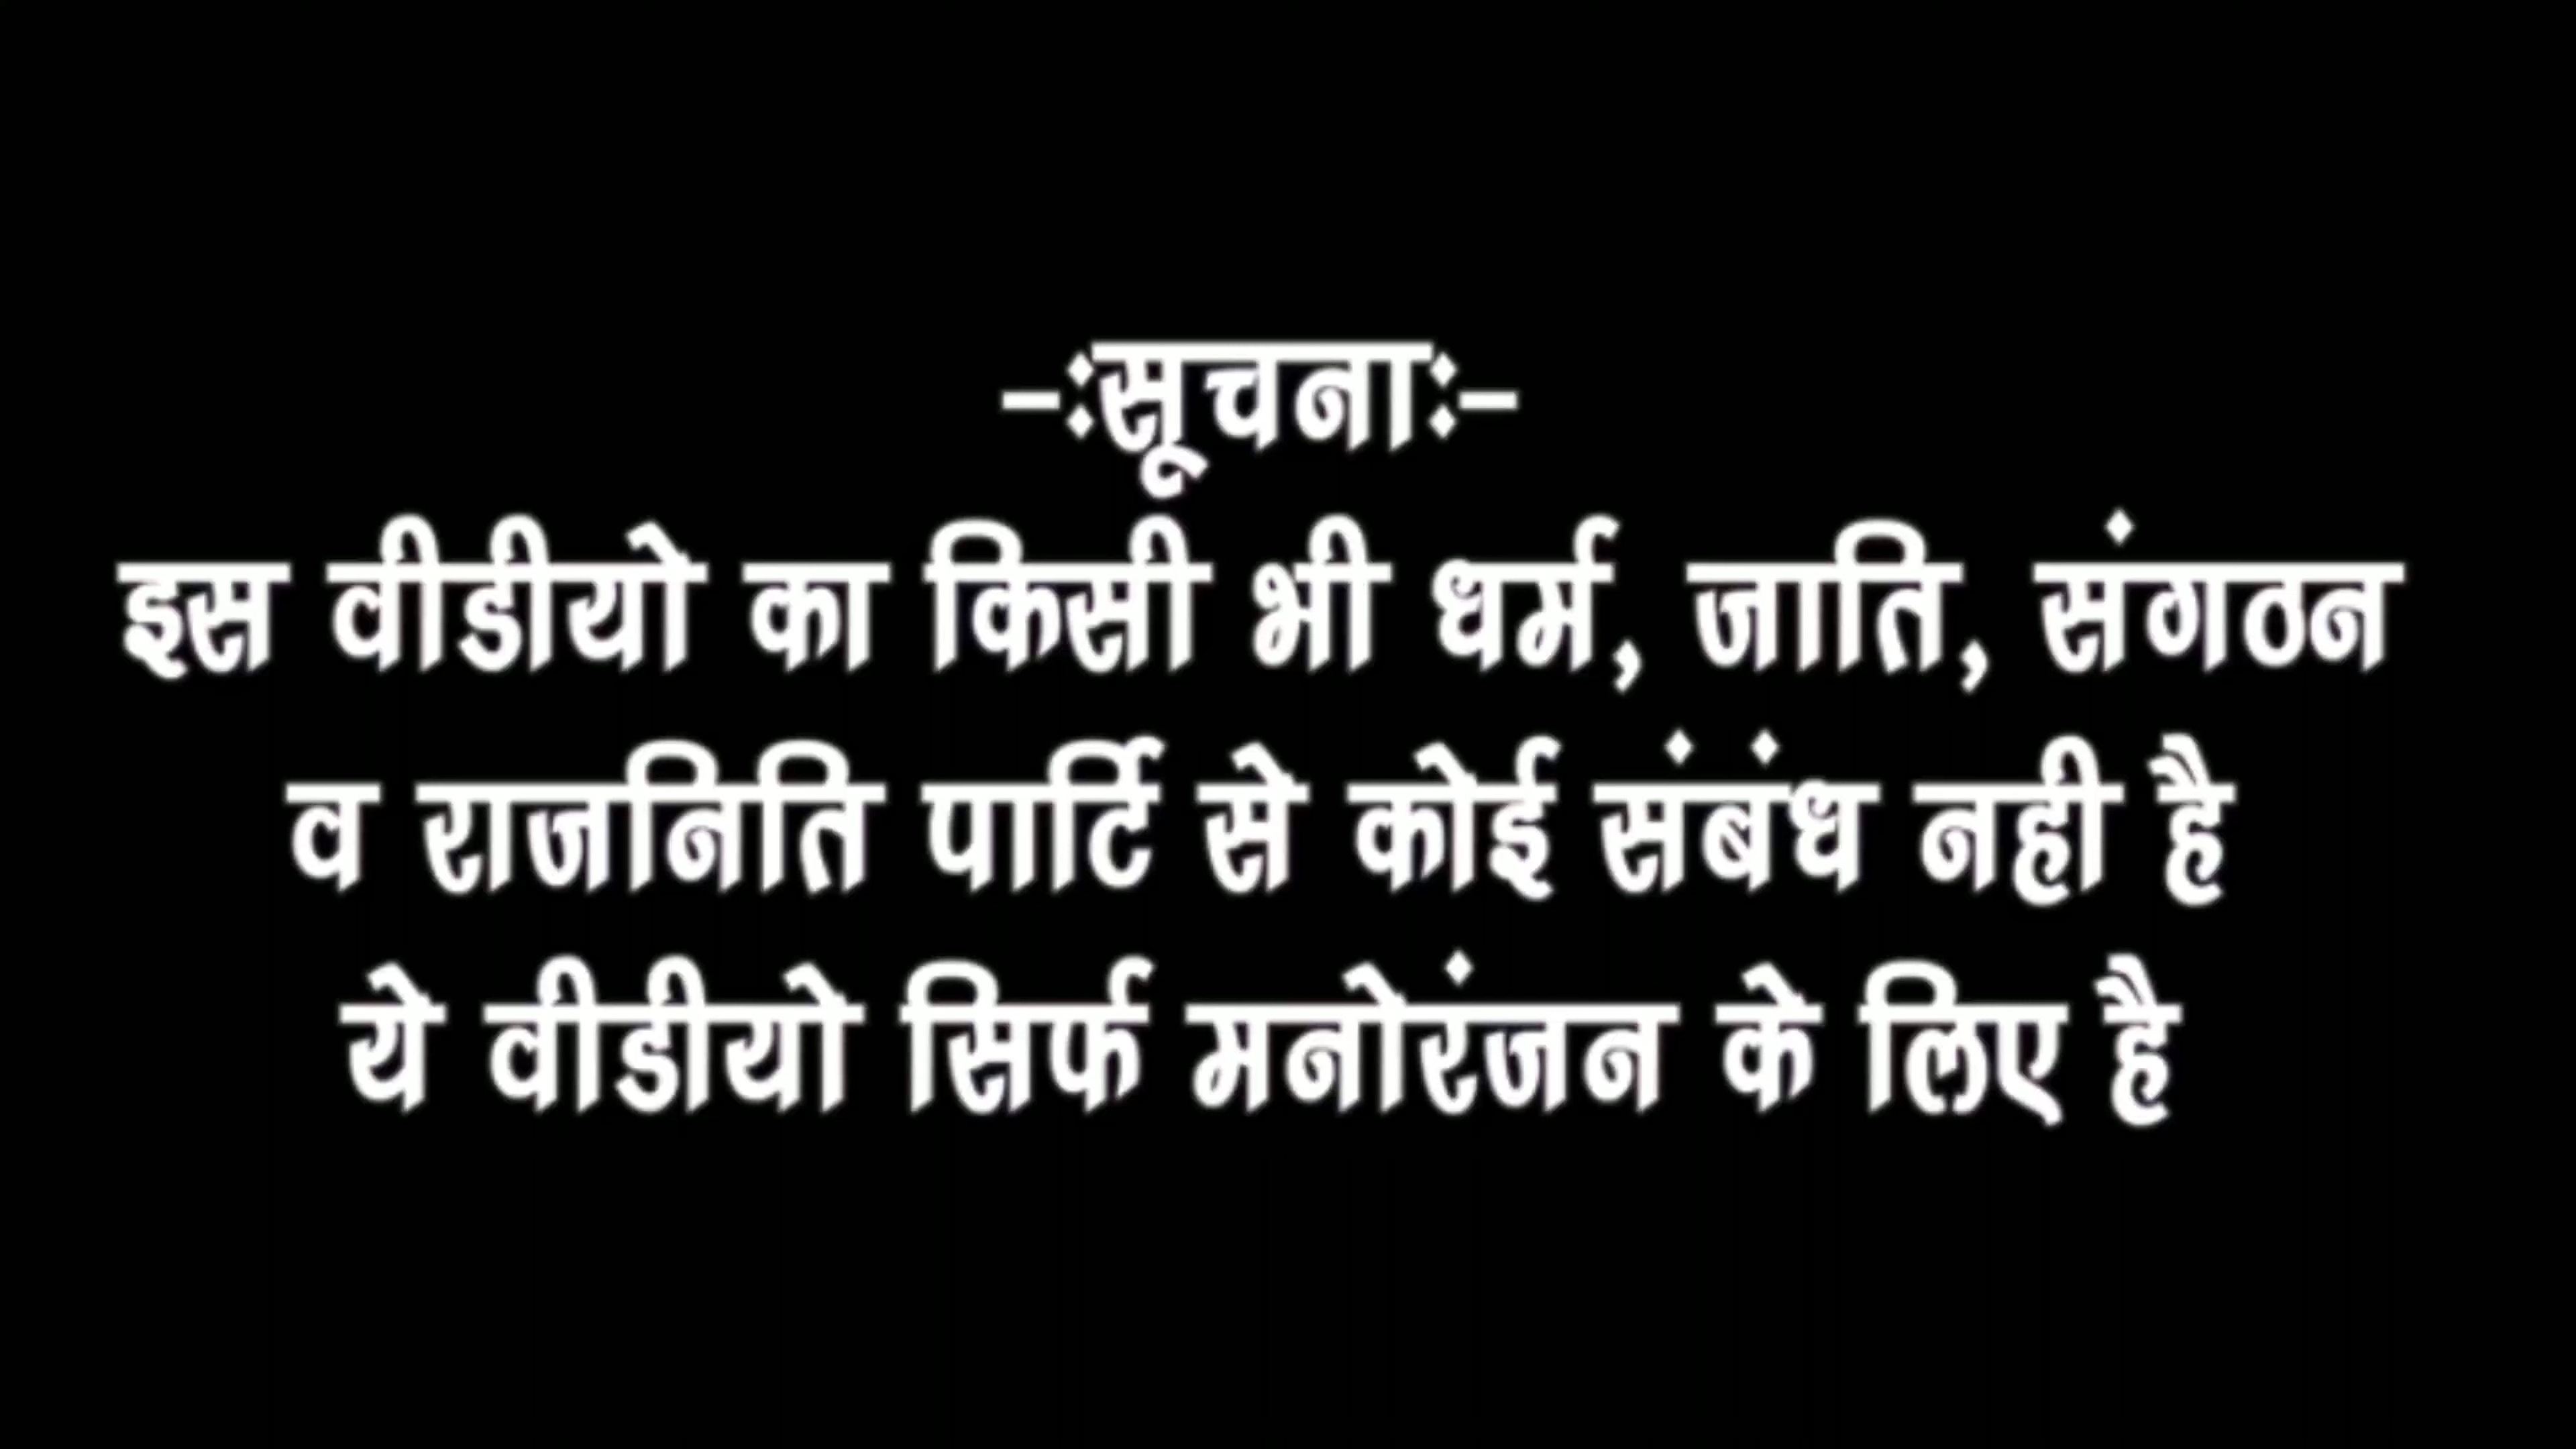 -ःसूचनाः-
इस वीडीयो का किसी भी धर्म, जाति, संगठन
व राजनिति पार्टि से कोई संबंध नही है
ये वीडीयो सिर्फ मनोरंजन के लिए है